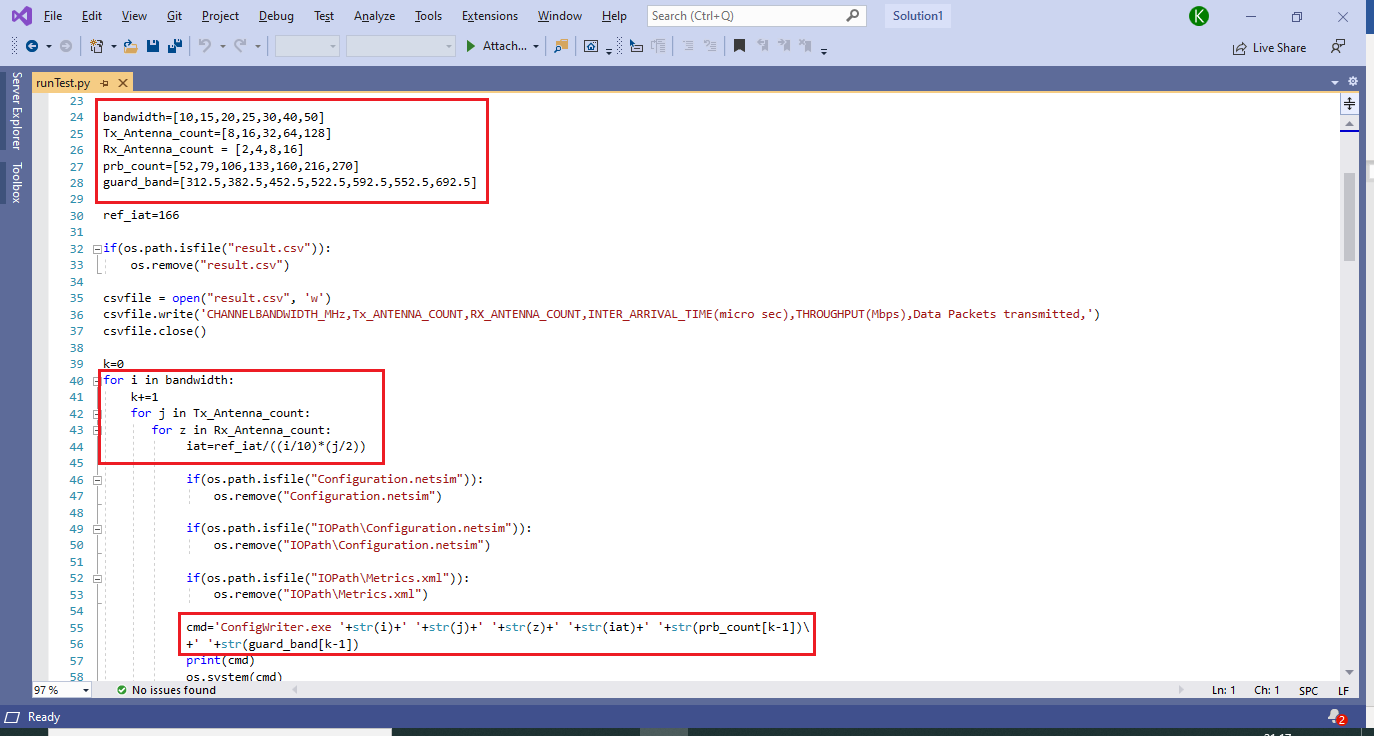 File Edit View Git Project Debug Test Analyze Tools Extensions Window Help Search (Ctrl+Q) Solution1 K
Attach... Live Share
Server Explorer
Toolbox
runTest.py
23
24 bandwidth=[10,15,20,25,30,40,50]
25 Tx_Antenna_count=[8,16,32,64,128]
26 Rx_Antenna_count = [2,4,8,16]
27 prb_count=[52,79,106,133,160,216,270]
28 guard_band=[312.5,382.5,452.5,522.5,592.5,552.5,692.5]
29
30 ref_iat=166
31
32 if(os.path.isfile("result.csv")):
33 os.remove("result.csv")
34
35 csvfile = open("result.csv", 'w')
36 csvfile.write('CHANNELBANDWIDTH_MHz,Tx_ANTENNA_COUNT,RX_ANTENNA_COUNT,INTER_ARRIVAL_TIME(micro sec),THROUGHPUT(Mbps),Data Packets transmitted,')
37 csvfile.close()
38
39 k=0
40 for i in bandwidth:
41 k+=1
42 for j in Tx_Antenna_count:
43 for z in Rx_Antenna_count:
44 iat=ref_iat/((i/10)*(j/2))
45
46 if(os.path.isfile("Configuration.netsim")):
47 os.remove("Configuration.netsim")
48
49 if(os.path.isfile("IOPath\Configuration.netsim")):
50 os.remove("IOPath\Configuration.netsim")
51
52 if(os.path.isfile("IOPath\Metrics.xml")):
53 os.remove("IOPath\Metrics.xml")
54
55 cmd='ConfigWriter.exe '+str(i)+' '+str(j)+' '+str(z)+' '+str(iat)+' '+str(prb_count[k-1])\
56 +' '+str(guard_band[k-1])
57 print(cmd)
58 os.system(cmd)
97 % No issues found Ln: 1 Ch: 1 SPC LF
Ready 2